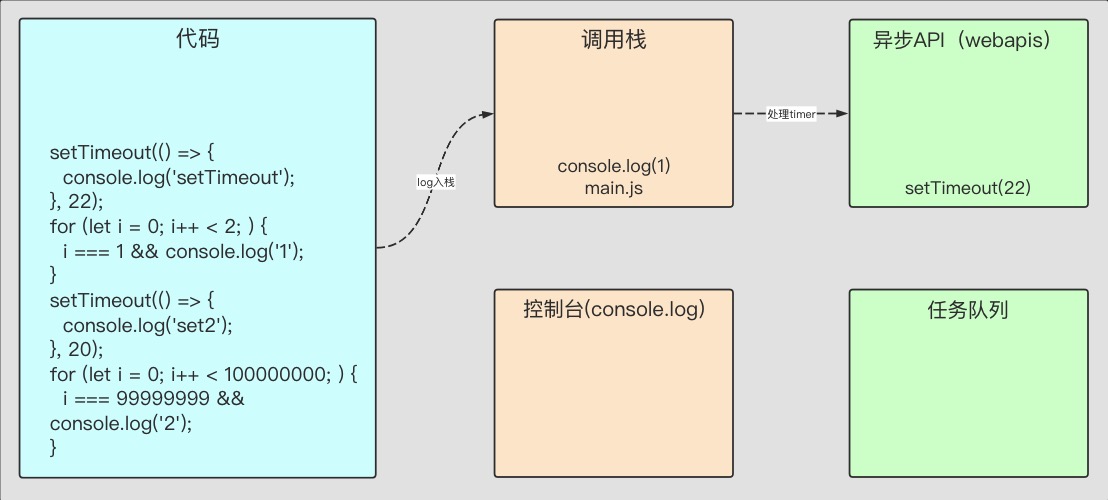 代码
setTimeout(() => {
  console.log('setTimeout');
}, 22);
for (let i = 0; i++ < 2; ) {
  i === 1 && console.log('1');
}
setTimeout(() => {
  console.log('set2');
}, 20);
for (let i = 0; i++ < 100000000; ) {
  i === 99999999 &&
console.log('2');
}
log入栈
调用栈
console.log(1)
main.js
处理timer
异步API（webapis）
setTimeout(22)
控制台(console.log)
任务队列